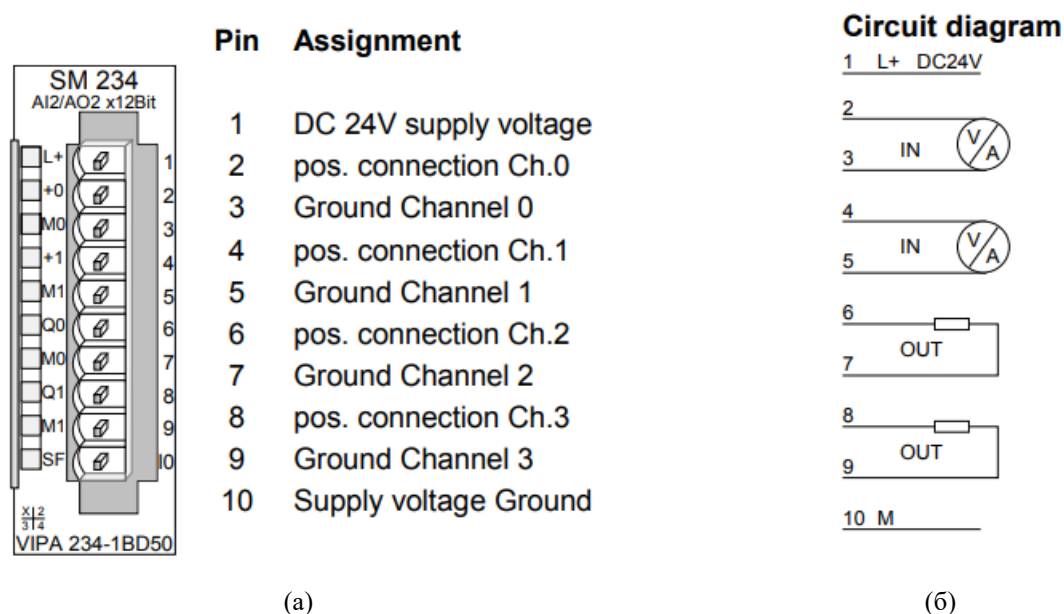 SM 234
AI2/AO2 x12Bit
L+ 1
+0 2
M0 3
+1 4
M1 5
Q0 6
M0 7
Q1 8
M1 9
SF I0
X 2
3 4
VIPA 234-1BD50
Pin Assignment
1 DC 24V supply voltage
2 pos. connection Ch.0
3 Ground Channel 0
4 pos. connection Ch.1
5 Ground Channel 1
6 pos. connection Ch.2
7 Ground Channel 2
8 pos. connection Ch.3
9 Ground Channel 3
10 Supply voltage Ground
Circuit diagram
1 L+ DC24V
2
3 IN V/A
4
5 IN V/A
6
OUT
7
8
OUT
9
10 M
(а)
(б)